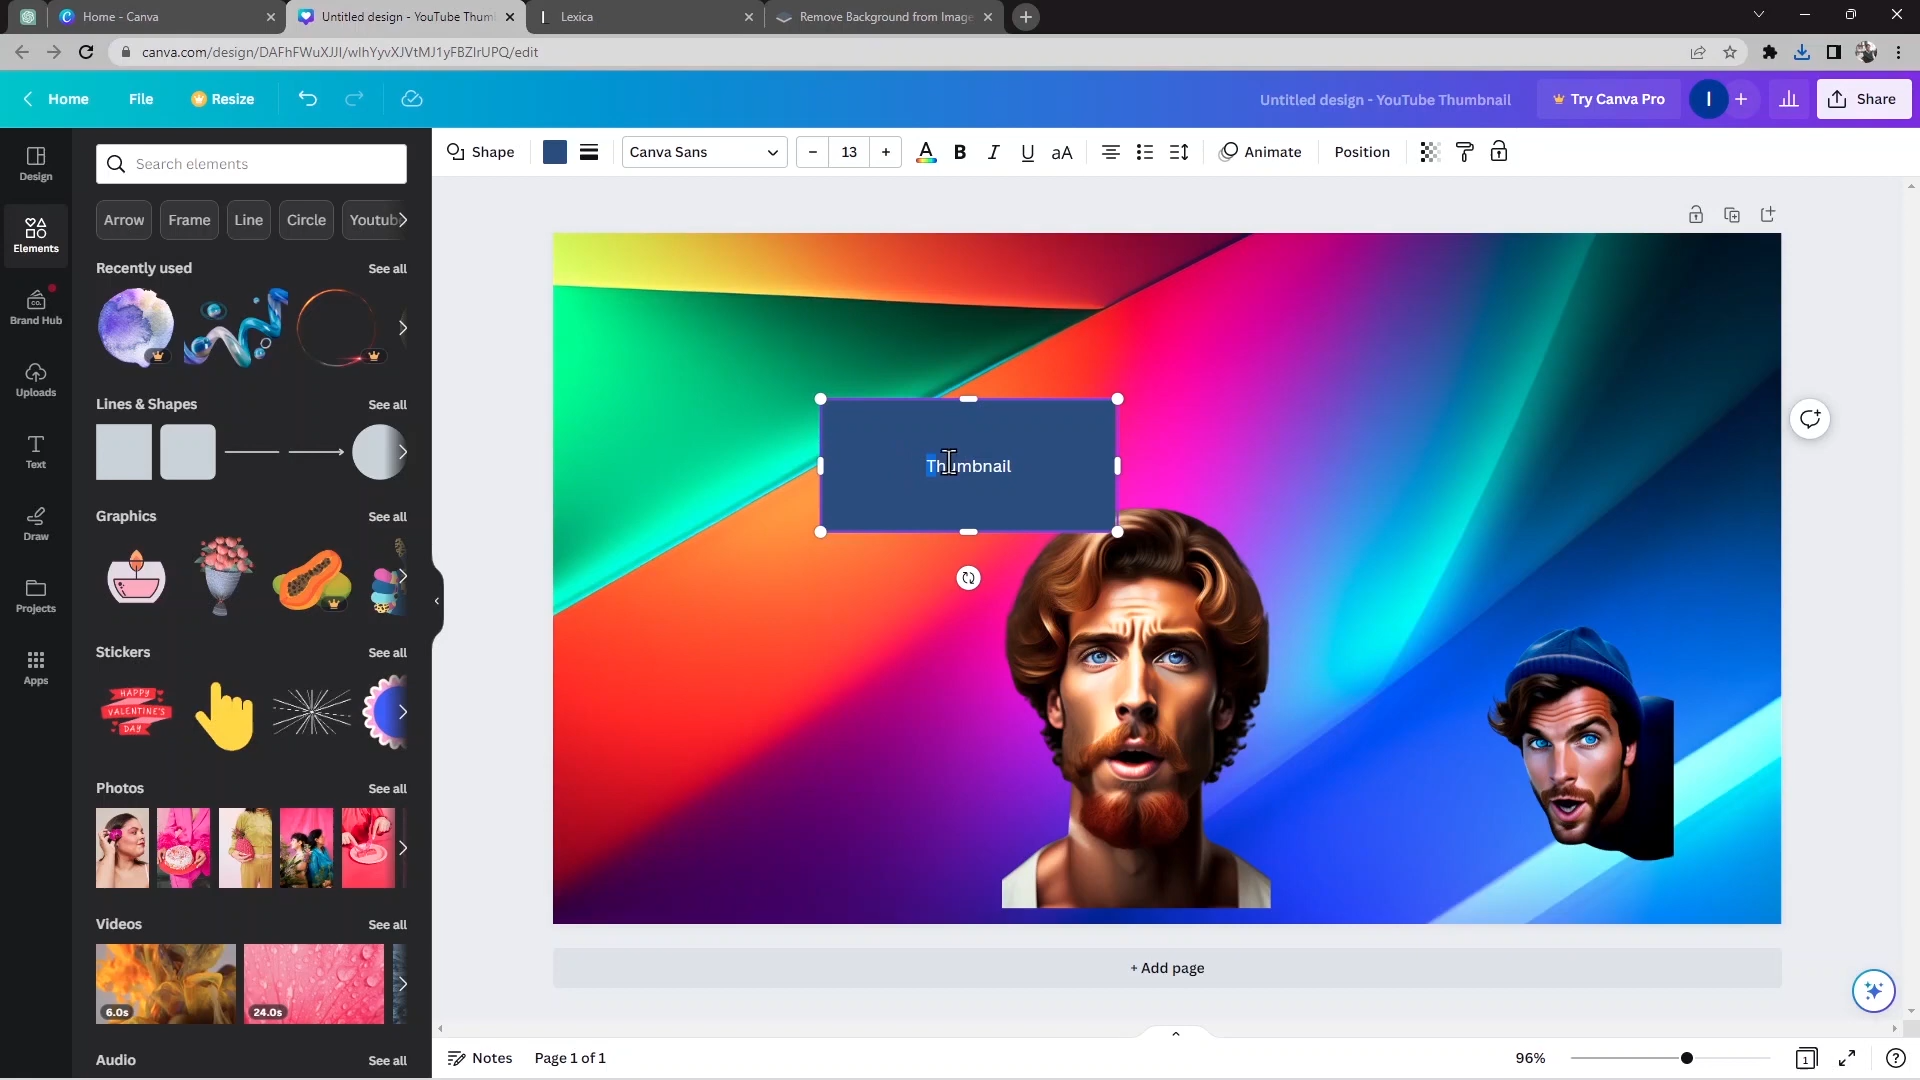 Home - Canva
Untitled design - YouTube Thum
Lexica
Remove Background from Image
canva.com/design/DAFhFWuXJJI/wlhYyvXJVtMJ1yFBZIrUPQ/edit
Home
File
Resize
Untitled design - YouTube Thumbnail
Try Canva Pro
I
Share
Design
Elements
Brand Hub
CO.
Uploads
Text
Draw
Projects
Apps
Search elements
Arrow
Frame
Line
Circle
Youtub
Recently used
See all
Lines & Shapes
See all
Graphics
See all
Stickers
See all
HAPPY
VALENTINE'S
DAY
Photos
See all
Videos
See all
6.0s
24.0s
Audio
See all
Shape
Canva Sans
13
A
B
I
U
aA
Animate
Position
Thumbnail
+ Add page
Notes
Page 1 of 1
96%
1